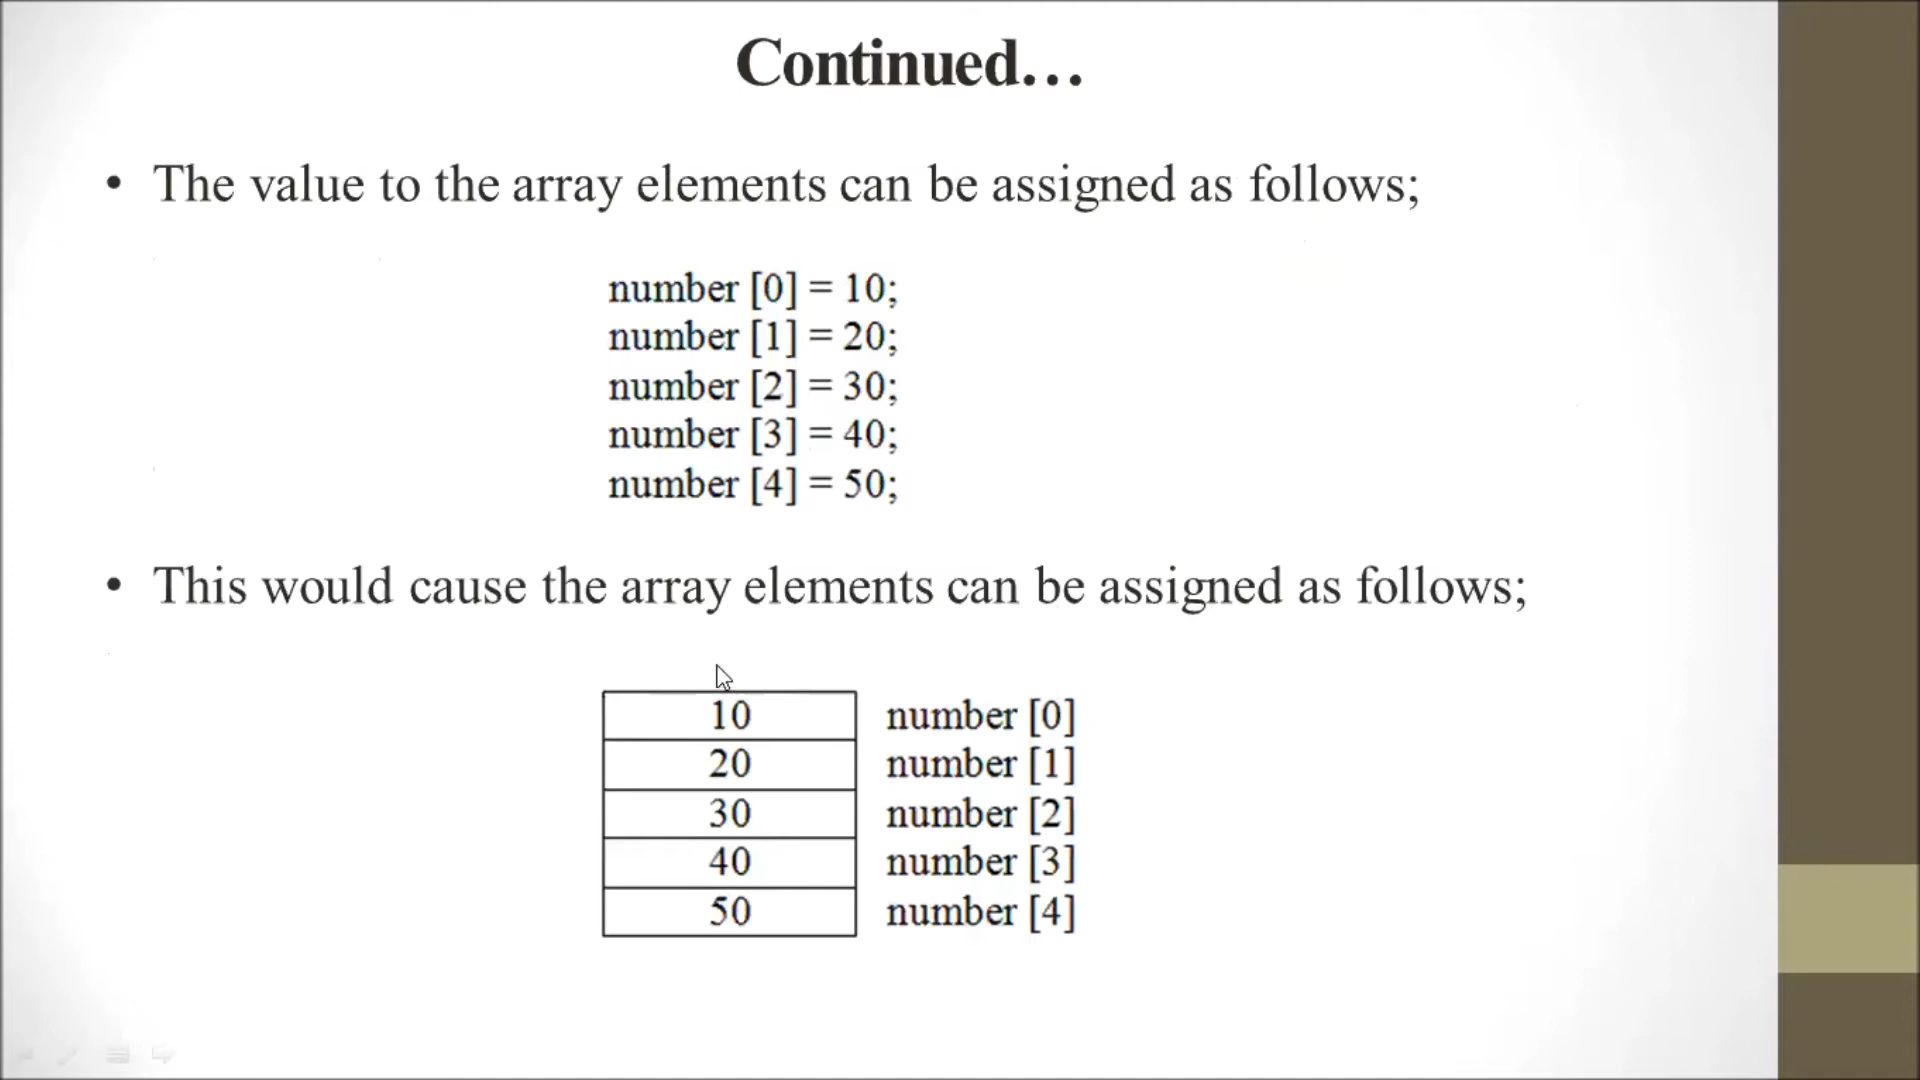 Continued...
• The value to the array elements can be assigned as follows;
number [0] = 10;
number [1] = 20;
number [2] = 30;
number [3] = 40;
number [4] = 50;
• This would cause the array elements can be assigned as follows;
10 number [0]
20 number [1]
30 number [2]
40 number [3]
50 number [4]